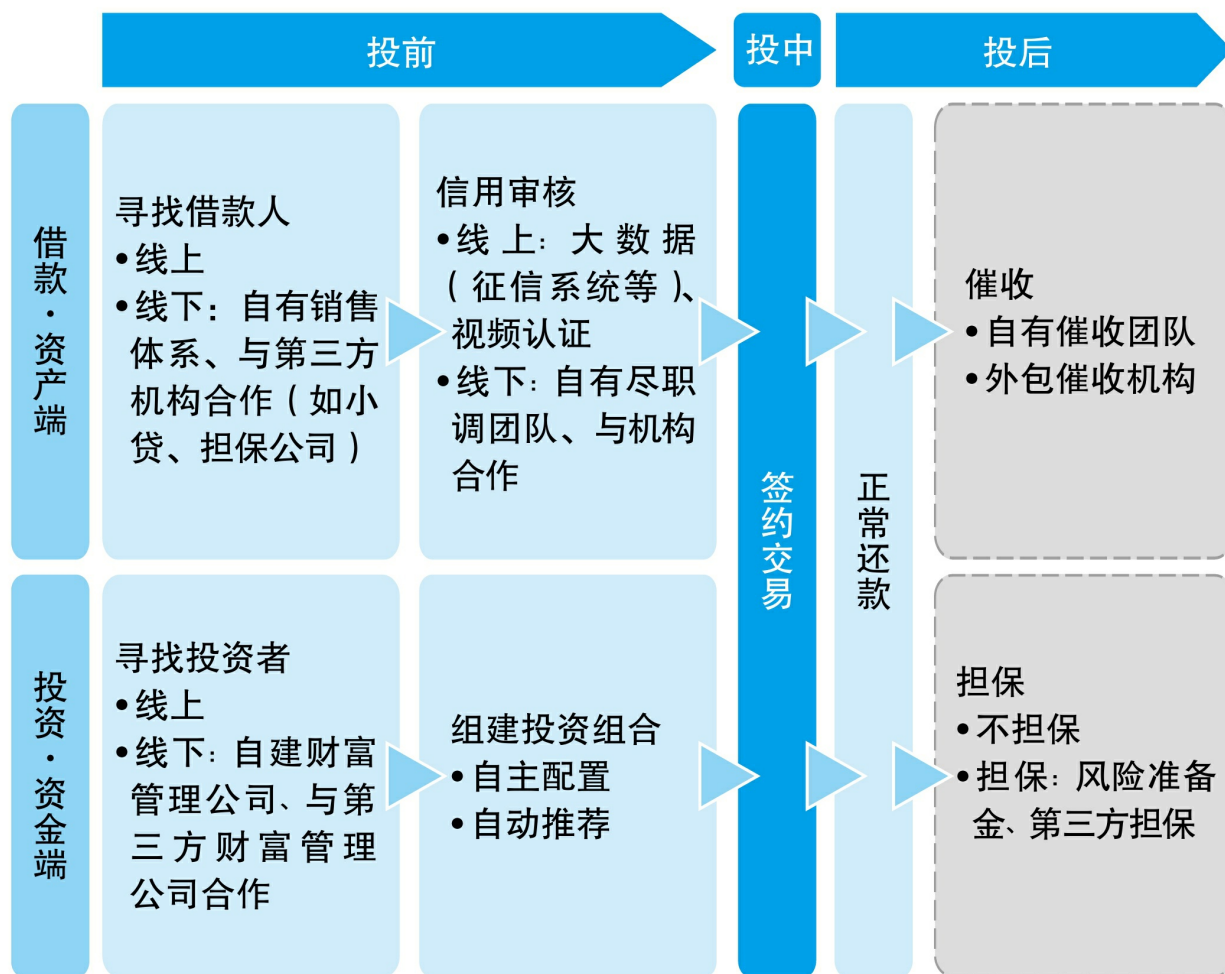 投前
投中
投后
借款·资产端
寻找借款人
•线上
•线下：自有销售
体系、与第三方
机构合作（如小
贷、担保公司）
信用审核
•线上：大数据
（征信系统等）、
视频认证
•线下：自有尽职
调团队、与机构
合作
签约交易
正常还款
催收
•自有催收团队
•外包催收机构
投资·资金端
寻找投资者
•线上
•线下：自建财富
管理公司、与第
三方财富管理
公司合作
组建投资组合
•自主配置
•自动推荐
担保
•不担保
•担保：风险准备
金、第三方担保